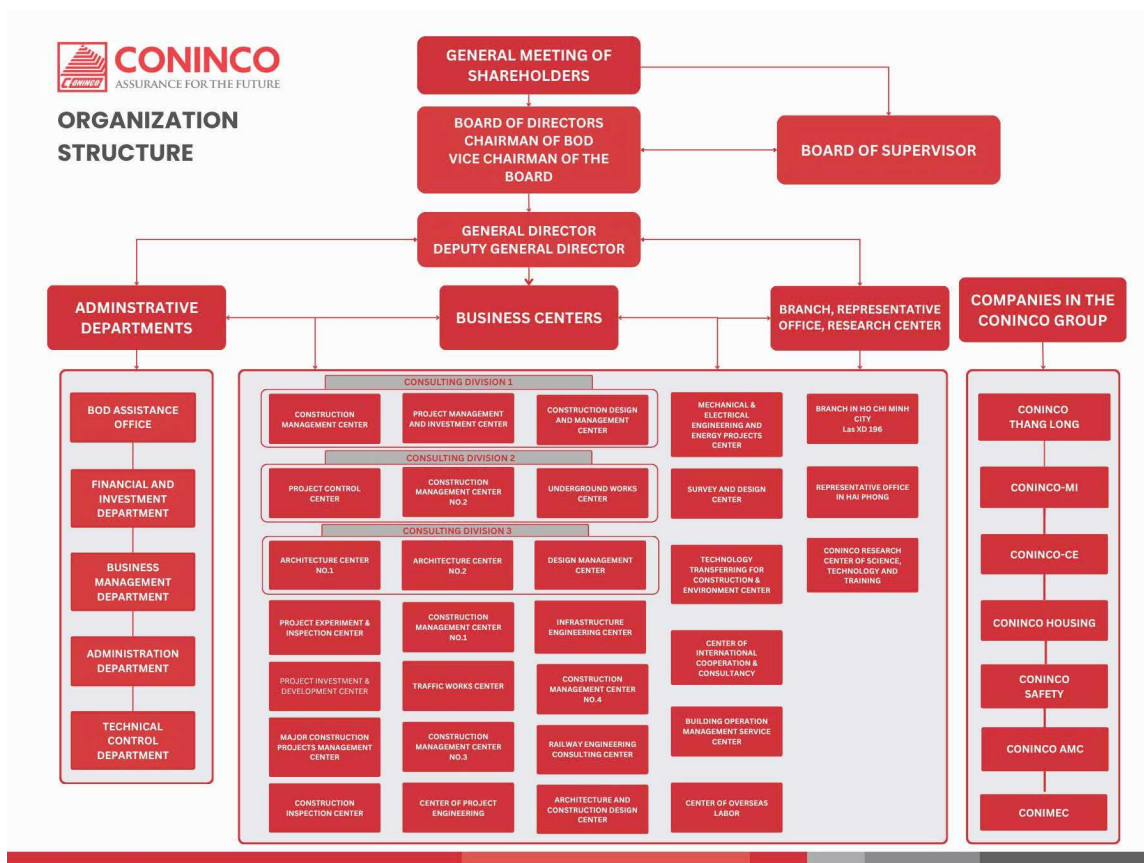 CONINCO
CONINCO
ASSURANCE FOR THE FUTURE
ORGANIZATION
STRUCTURE
GENERAL MEETING OF
SHAREHOLDERS
BOARD OF DIRECTORS
CHAIRMAN OF BOD
VICE CHAIRMAN OF THE
BOARD
BOARD OF SUPERVISOR
GENERAL DIRECTOR
DEPUTY GENERAL DIRECTOR
ADMINSTRATIVE
DEPARTMENTS
BUSINESS CENTERS
BRANCH, REPRESENTATIVE
OFFICE, RESEARCH CENTER
COMPANIES IN THE
CONINCO GROUP
BOD ASSISTANCE
OFFICE
FINANCIAL AND
INVESTMENT
DEPARTMENT
BUSINESS
MANAGEMENT
DEPARTMENT
ADMINISTRATION
DEPARTMENT
TECHNICAL
CONTROL
DEPARTMENT
CONSULTING DIVISION 1
CONSTRUCTION
MANAGEMENT CENTER
PROJECT MANAGEMENT
AND INVESTMENT CENTER
CONSTRUCTION DESIGN
AND MANAGEMENT
CENTER
CONSULTING DIVISION 2
PROJECT CONTROL
CENTER
CONSTRUCTION
MANAGEMENT CENTER
NO.2
UNDERGROUND WORKS
CENTER
CONSULTING DIVISION 3
ARCHITECTURE CENTER
NO.1
ARCHITECTURE CENTER
NO.2
DESIGN MANAGEMENT
CENTER
PROJECT EXPERIMENT &
INSPECTION CENTER
CONSTRUCTION
MANAGEMENT CENTER
NO.1
INFRASTRUCTURE
ENGINEERING CENTER
PROJECT INVESTMENT &
DEVELOPMENT CENTER
TRAFFIC WORKS CENTER
CONSTRUCTION
MANAGEMENT CENTER
NO.4
MAJOR CONSTRUCTION
PROJECTS MANAGEMENT
CENTER
CONSTRUCTION
MANAGEMENT CENTER
NO.3
RAILWAY ENGINEERING
CONSULTING CENTER
CONSTRUCTION
INSPECTION CENTER
CENTER OF PROJECT
ENGINEERING
ARCHITECTURE AND
CONSTRUCTION DESIGN
CENTER
MECHANICAL &
ELECTRICAL
ENGINEERING AND
ENERGY PROJECTS
CENTER
SURVEY AND DESIGN
CENTER
TECHNOLOGY
TRANSFERRING FOR
CONSTRUCTION &
ENVIRONMENT CENTER
CENTER OF
INTERNATIONAL
COOPERATION &
CONSULTANCY
BUILDING OPERATION
MANAGEMENT SERVICE
CENTER
CENTER OF OVERSEAS
LABOR
BRANCH IN HO CHI MINH
CITY
Las XD 196
REPRESENTATIVE OFFICE
IN HAI PHONG
CONINCO RESEARCH
CENTER OF SCIENCE,
TECHNOLOGY AND
TRAINING
CONINCO
THANG LONG
CONINCO-MI
CONINCO-CE
CONINCO HOUSING
CONINCO
SAFETY
CONINCO AMC
CONIMEC